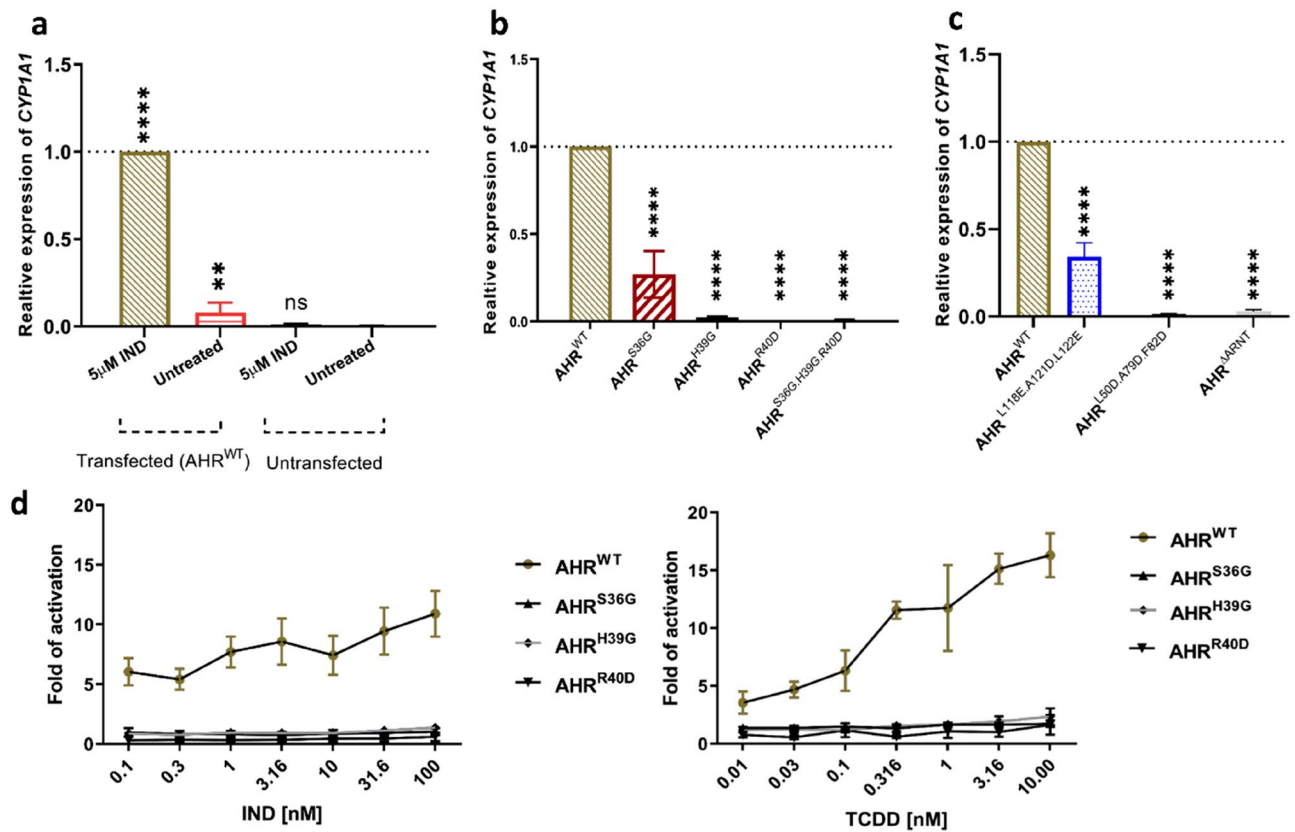 a
Realtive expression of CYP1A1
1.5
1.0
0.5
0.0
****
**
ns
5µM IND
Untreated
5µM IND
Untreated
Transfected (AHR^WT)
Untransfected
b
Realtive expression of CYP1A1
1.5
1.0
0.5
0.0
****
****
****
****
AHR^WT
AHR^S36G
AHR^H39G
AHR^R40D
AHR^S36G.H39G.R40D
c
Realtive expression of CYP1A1
1.5
1.0
0.5
0.0
****
****
****
AHR^WT
AHR^L118E.A121D.L122E
AHR^L50D.A79D.F82D
AHR^ΔARNT
d
Fold of activation
20
15
10
5
0
0.1
0.3
1
3.16
10
31.6
100
IND [nM]
AHR^WT
AHR^S36G
AHR^H39G
AHR^R40D
Fold of activation
20
15
10
5
0
0.01
0.03
0.1
0.316
1
3.16
10.00
TCDD [nM]
AHR^WT
AHR^S36G
AHR^H39G
AHR^R40D